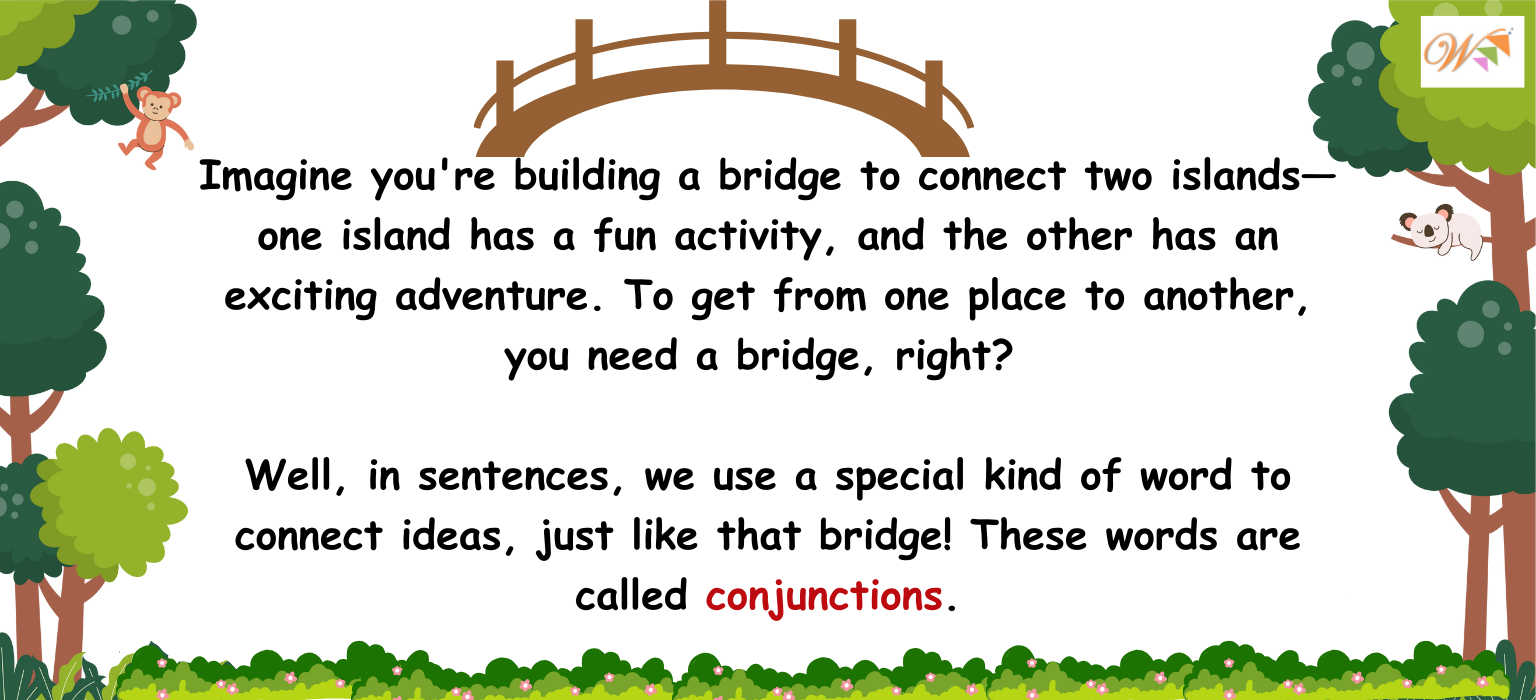 W
Imagine you're building a bridge to connect two islands—
one island has a fun activity, and the other has an
exciting adventure. To get from one place to another,
you need a bridge, right?
Well, in sentences, we use a special kind of word to
connect ideas, just like that bridge! These words are
called conjunctions.